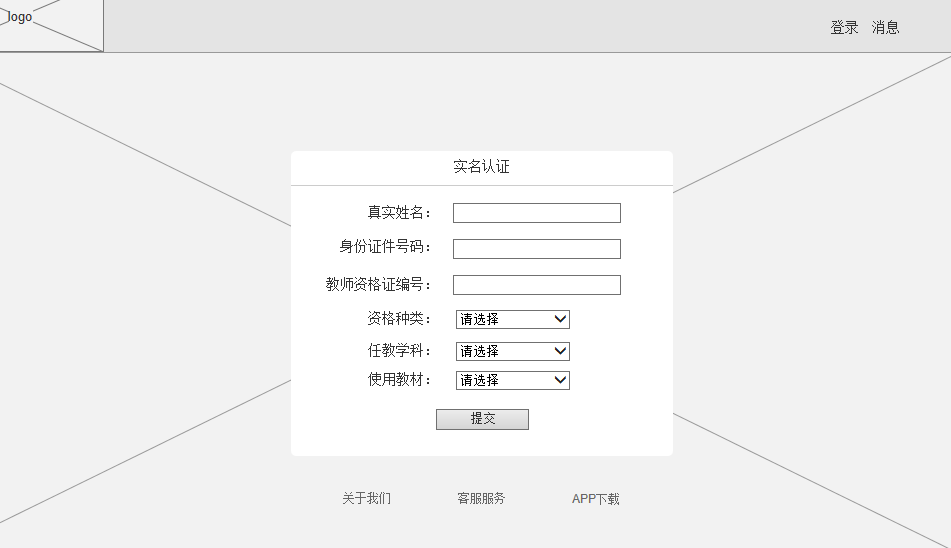 logo
登录 消息
实名认证
真实姓名：
身份证件号码：
教师资格证编号：
资格种类： 请选择
任教学科： 请选择
使用教材： 请选择
提交
关于我们 客服服务 APP下载